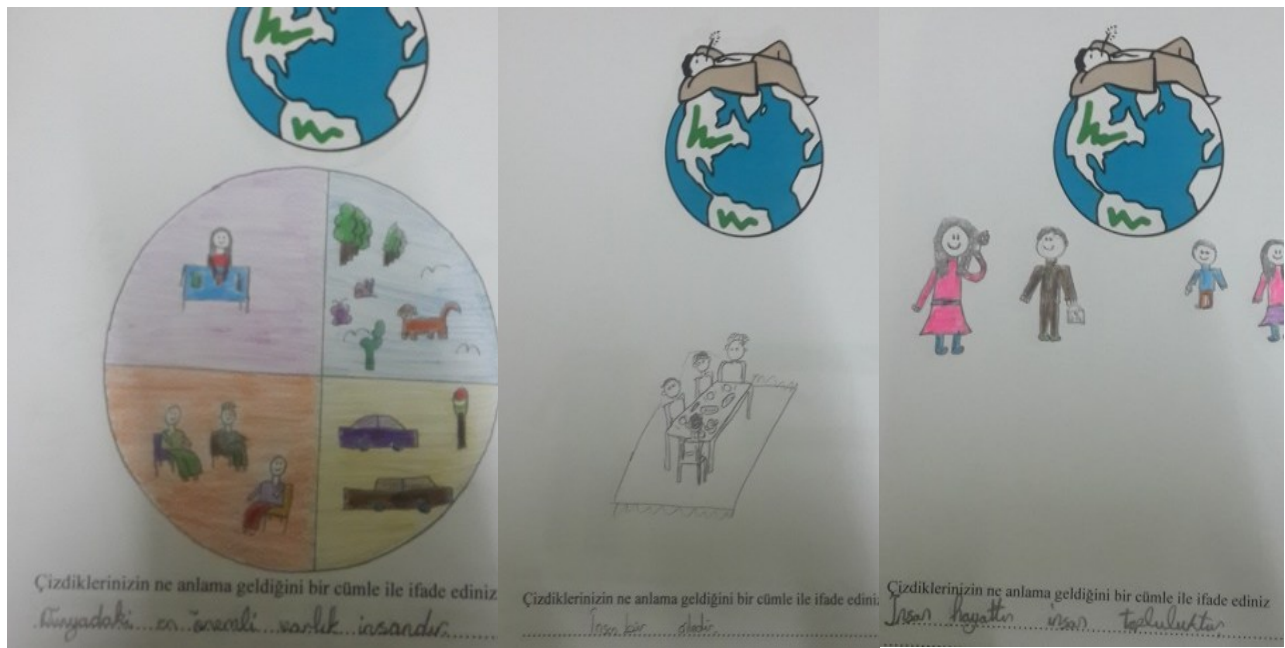 Çizdiklerinizin ne anlama geldiğini bir cümle ile ifade ediniz
Dünyadaki en önemli varlık insandır.
Çizdiklerinizin ne anlama geldiğini bir cümle ile ifade ediniz
İnsan bir
Çizdiklerinizin ne anlama geldiğini bir cümle ile ifade ediniz
İnsan hayattır insan topluluktur